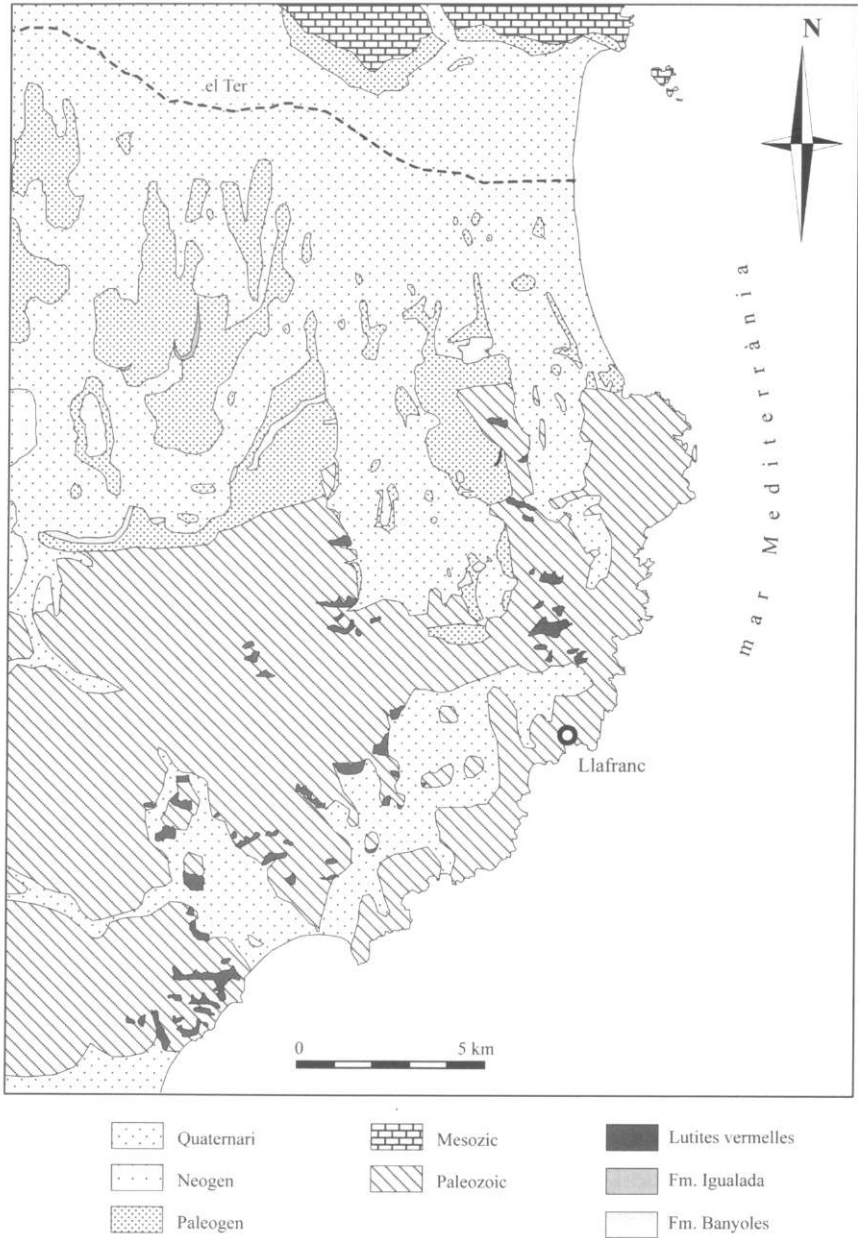 N
el Ter
mar Mediterrània
Llafranc
0 5 km
Quaternari
Neogen
Paleogen
Mesozic
Paleozoic
Lutites vermelles
Fm. Igualada
Fm. Banyoles